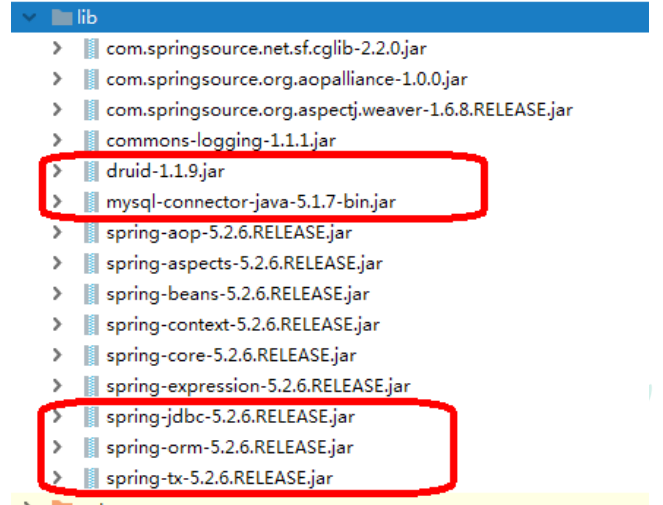 lib
com.springsource.net.sf.cglib-2.2.0.jar
com.springsource.org.aopalliance-1.0.0.jar
com.springsource.org.aspectj.weaver-1.6.8.RELEASE.jar
commons-logging-1.1.1.jar
druid-1.1.9.jar
mysql-connector-java-5.1.7-bin.jar
spring-aop-5.2.6.RELEASE.jar
spring-aspects-5.2.6.RELEASE.jar
spring-beans-5.2.6.RELEASE.jar
spring-context-5.2.6.RELEASE.jar
spring-core-5.2.6.RELEASE.jar
spring-expression-5.2.6.RELEASE.jar
spring-jdbc-5.2.6.RELEASE.jar
spring-orm-5.2.6.RELEASE.jar
spring-tx-5.2.6.RELEASE.jar